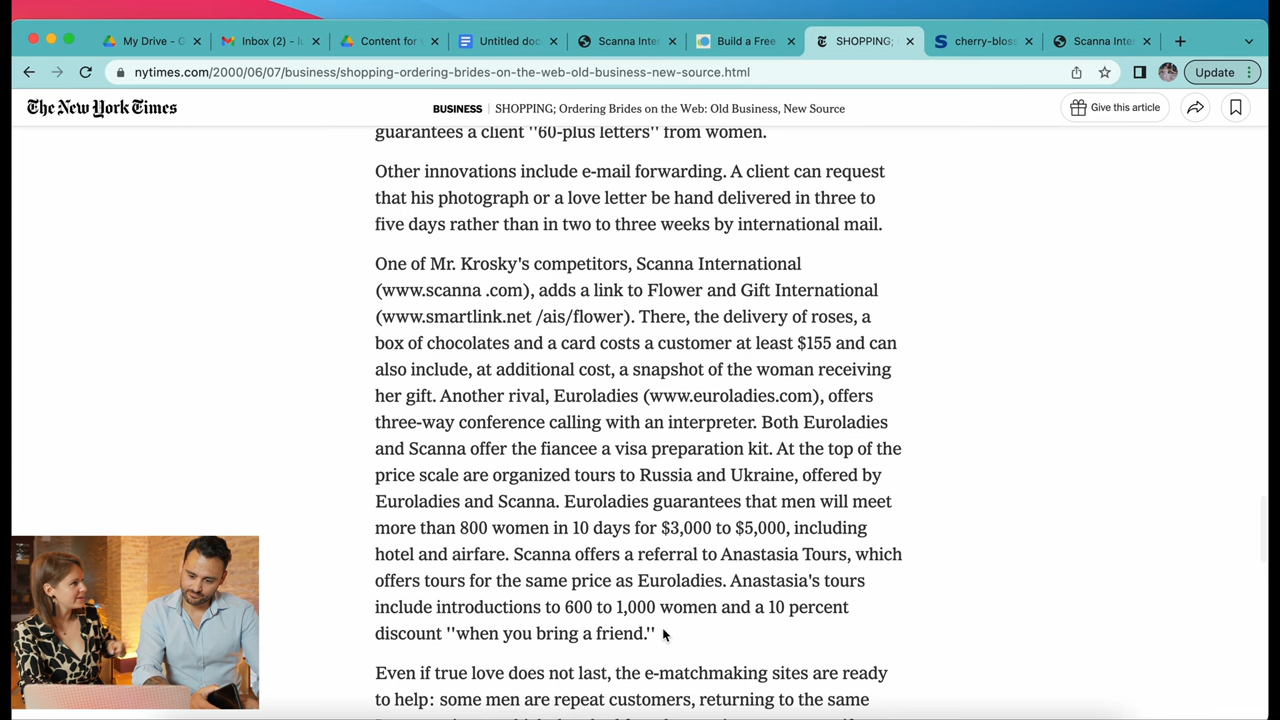 My Drive - G
Inbox (2) - lu
Content for
Untitled doc
Scanna Inter
Build a Free
SHOPPING;
cherry-bloss
Scanna Inter
nytimes.com/2000/06/07/business/shopping-ordering-brides-on-the-web-old-business-new-source.html
Update
The New York Times
BUSINESS | SHOPPING; Ordering Brides on the Web: Old Business, New Source
Give this article
guarantees a client ''60-plus letters'' from women.
Other innovations include e-mail forwarding. A client can request
that his photograph or a love letter be hand delivered in three to
five days rather than in two to three weeks by international mail.
One of Mr. Krosky's competitors, Scanna International
(www.scanna .com), adds a link to Flower and Gift International
(www.smartlink.net /ais/flower). There, the delivery of roses, a
box of chocolates and a card costs a customer at least $155 and can
also include, at additional cost, a snapshot of the woman receiving
her gift. Another rival, Euroladies (www.euroladies.com), offers
three-way conference calling with an interpreter. Both Euroladies
and Scanna offer the fiancee a visa preparation kit. At the top of the
price scale are organized tours to Russia and Ukraine, offered by
Euroladies and Scanna. Euroladies guarantees that men will meet
more than 800 women in 10 days for $3,000 to $5,000, including
hotel and airfare. Scanna offers a referral to Anastasia Tours, which
offers tours for the same price as Euroladies. Anastasia's tours
include introductions to 600 to 1,000 women and a 10 percent
discount ''when you bring a friend.''
Even if true love does not last, the e-matchmaking sites are ready
to help: some men are repeat customers, returning to the same